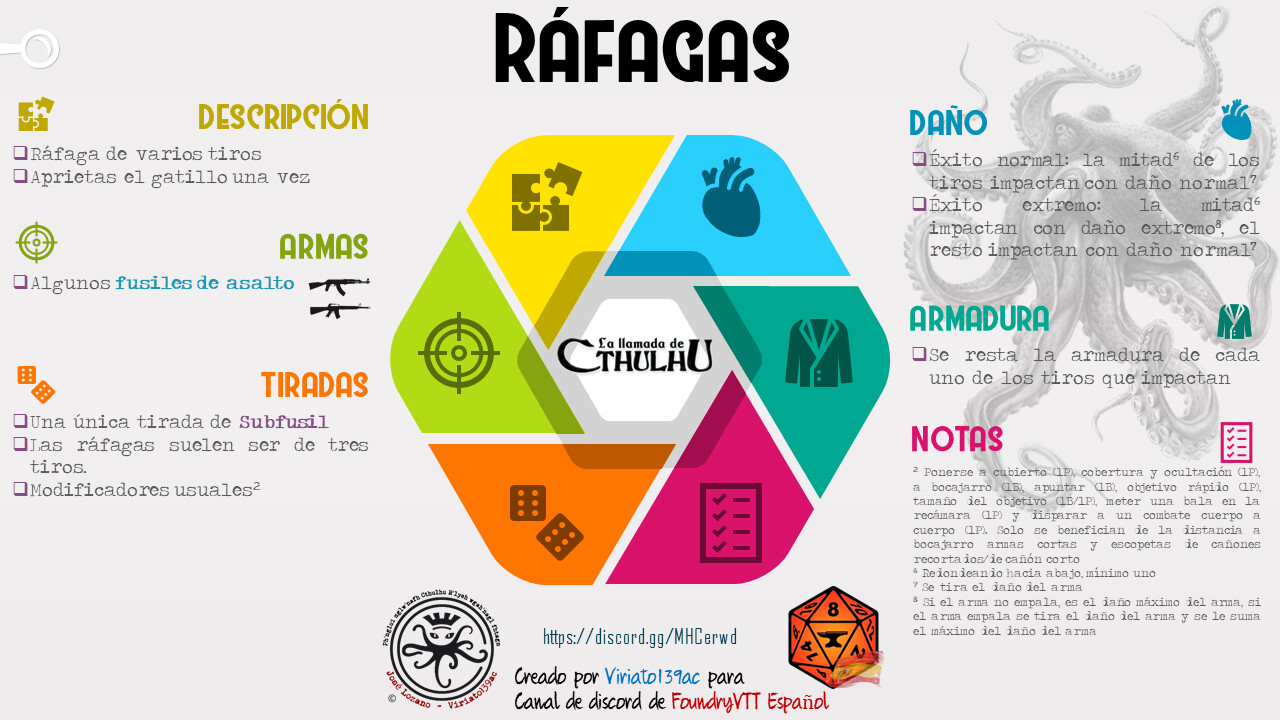 RÁFAGAS
DESCRIPCIÓN
Ráfaga de varios tiros
Aprietas el gatillo una vez
ARMAS
Algunos fusiles de asalto
TIRADAS
Una única tirada de Subfusil
Las ráfagas suelen ser de tres
tiros.
Modificadores usuales²
La llamada de
CTHULHU
DAÑO
Éxito normal: la mitad⁶ de los
tiros impactan con daño normal⁷
Éxito extremo: la mitad⁶
impactan con daño extremo⁸, el
resto impactan con daño normal⁷
ARMADURA
Se resta la armadura de cada
uno de los tiros que impactan
NOTAS
² Ponerse a cubierto (1P), cobertura y ocultación (1P),
a bocajarro (1B), apuntar (1B), objetivo rápido (1P),
tamaño del objetivo (1B/1P), meter una bala en la
recámara (1P) y disparar a un combate cuerpo a
cuerpo (1P). Solo se benefician de la distancia a
bocajarro armas cortas y escopetas de cañones
recortados/de cañón corto
⁶ Redondeando hacia abajo, mínimo uno
⁷ Se tira el daño del arma
⁸ Si el arma no empala, es el daño máximo del arma, si
el arma empala se tira el daño del arma y se le suma
el máximo del daño del arma
© José Lozano - Viriato139ac
https://discord.gg/MHCerwd
Creado por Viriato139ac para
Canal de discord de FoundryVTT Español
8